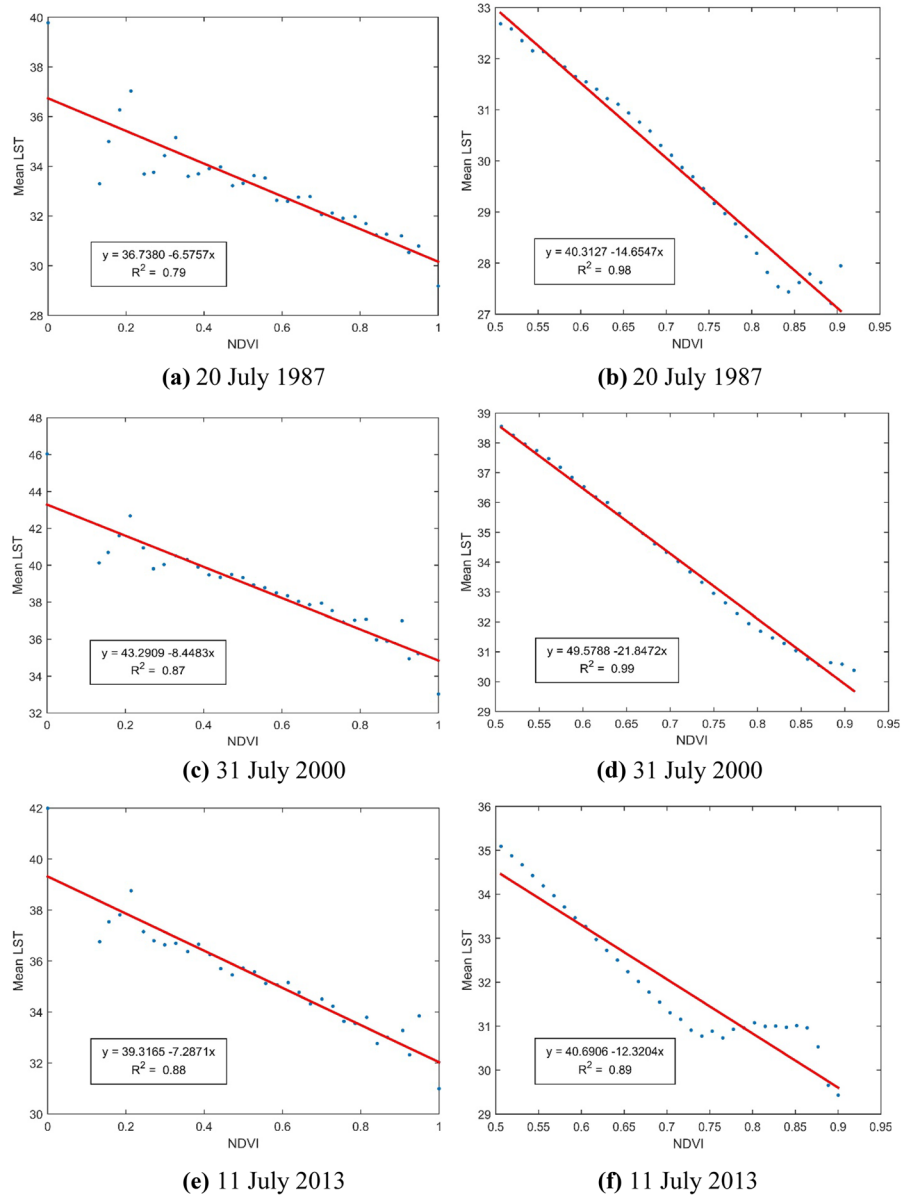 40
38
36
34
32
30
28
Mean LST
y = 36.7380 -6.5757x
R² = 0.79
0 0.2 0.4 0.6 0.8 1
NDVI
(a) 20 July 1987
33
32
31
30
29
28
27
Mean LST
y = 40.3127 -14.6547x
R² = 0.98
0.5 0.55 0.6 0.65 0.7 0.75 0.8 0.85 0.9 0.95
NDVI
(b) 20 July 1987
48
46
44
42
40
38
36
34
32
Mean LST
y = 43.2909 -8.4483x
R² = 0.87
0 0.2 0.4 0.6 0.8 1
NDVI
(c) 31 July 2000
39
38
37
36
35
34
33
32
31
30
29
Mean LST
y = 49.5788 -21.8472x
R² = 0.99
0.5 0.55 0.6 0.65 0.7 0.75 0.8 0.85 0.9 0.95
NDVI
(d) 31 July 2000
42
40
38
36
34
32
30
Mean LST
y = 39.3165 -7.2871x
R² = 0.88
0 0.2 0.4 0.6 0.8 1
NDVI
(e) 11 July 2013
36
35
34
33
32
31
30
29
Mean LST
y = 40.6906 -12.3204x
R² = 0.89
0.5 0.55 0.6 0.65 0.7 0.75 0.8 0.85 0.9 0.95
NDVI
(f) 11 July 2013